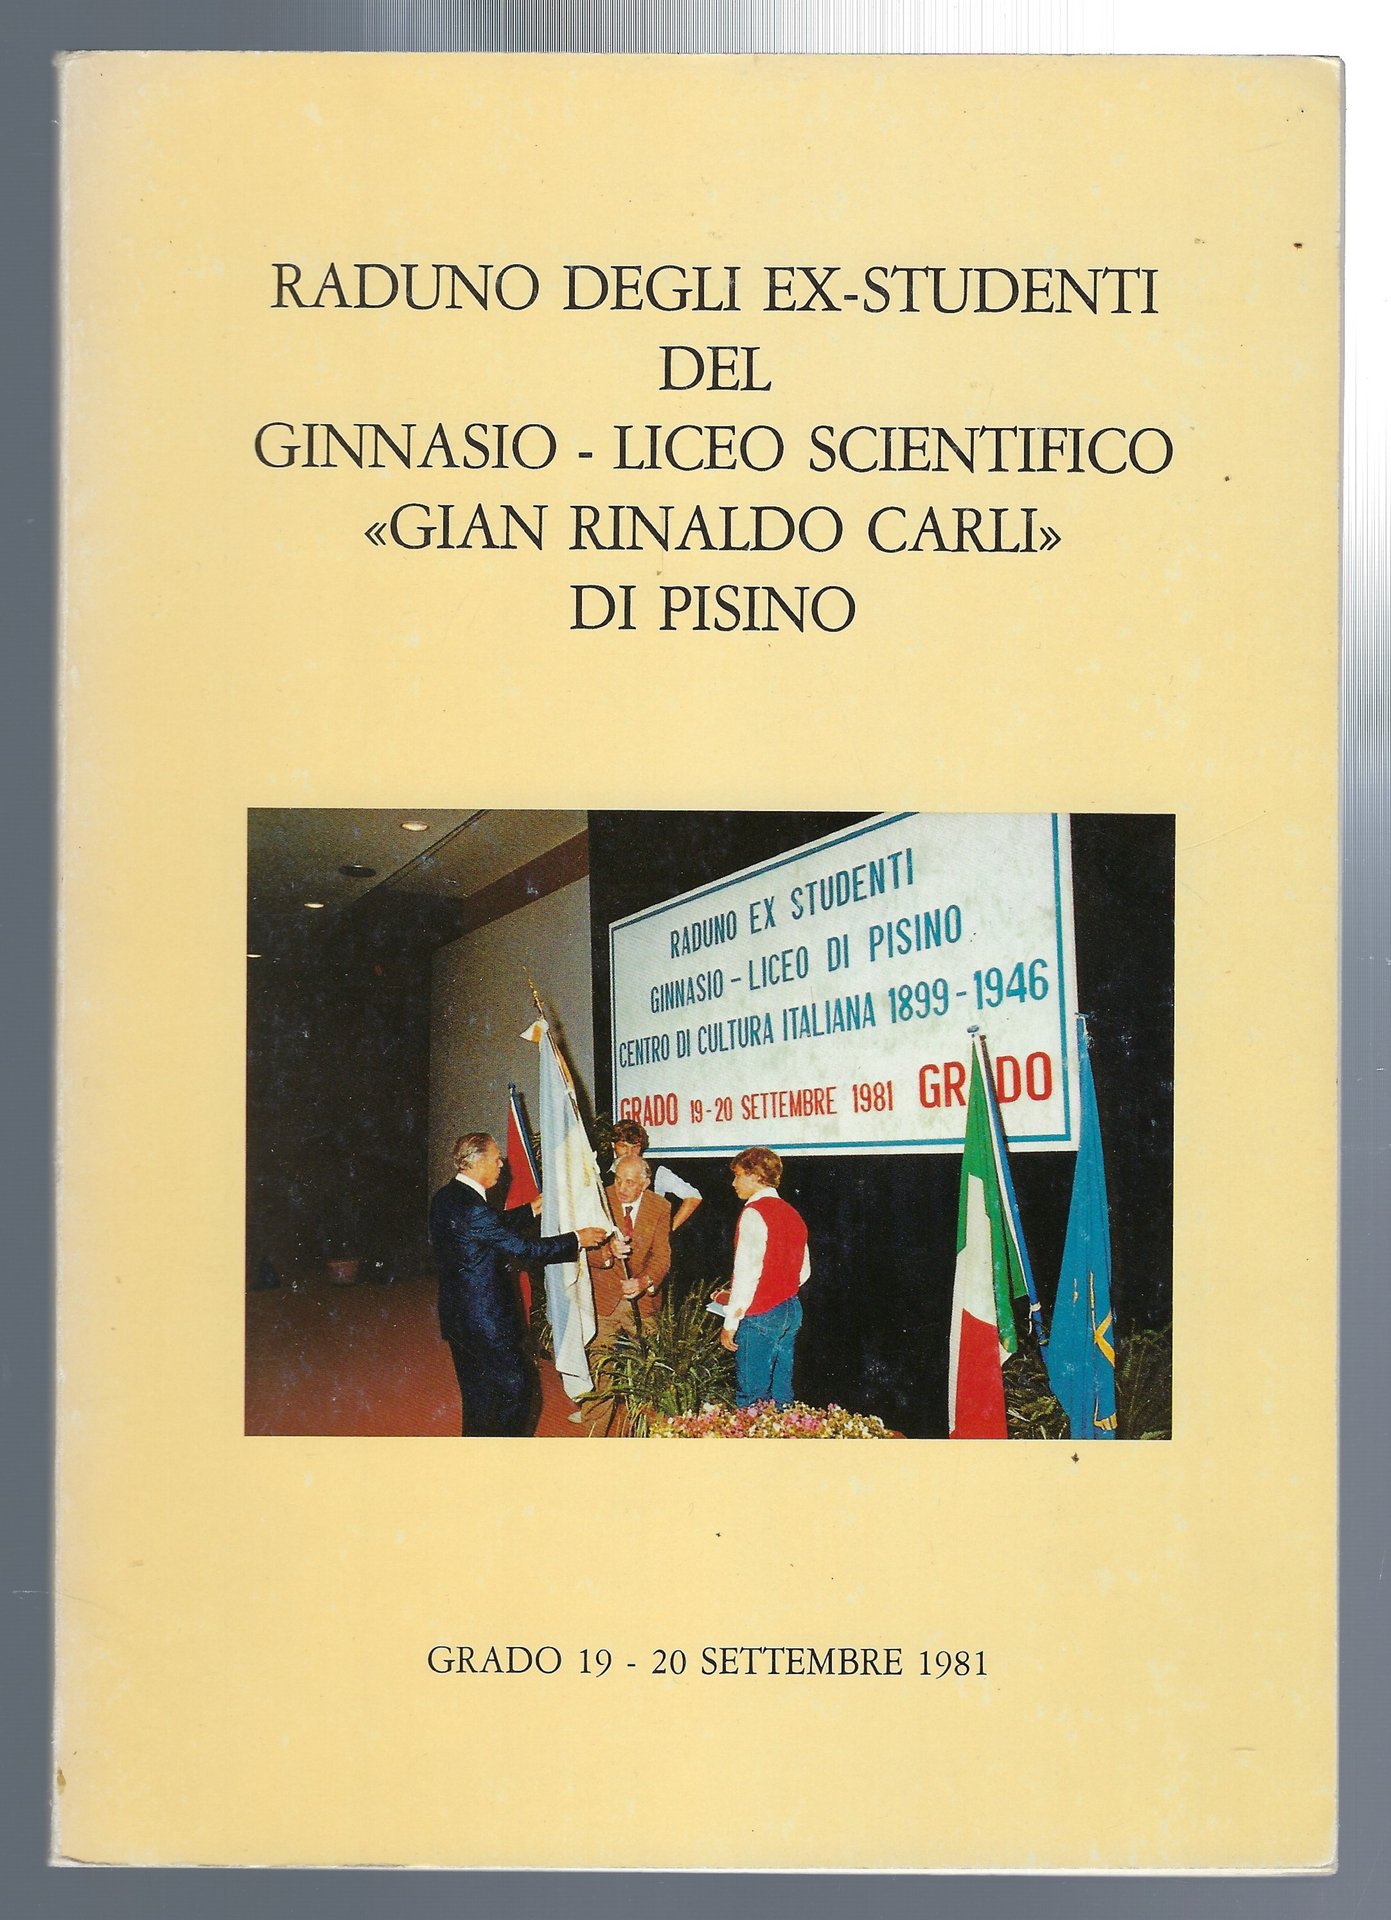 RADUNO DEGLI EX-STUDENTI
DEL
GINNASIO - LICEO SCIENTIFICO
«GIAN RINALDO CARLI»
DI PISINO
RADUNO EX STUDENTI
GINNASIO - LICEO DI PISINO
CENTRO DI CULTURA ITALIANA 1899 - 1946
GRADO 19 - 20 SETTEMBRE 1981 GRADO
GRADO 19 - 20 SETTEMBRE 1981